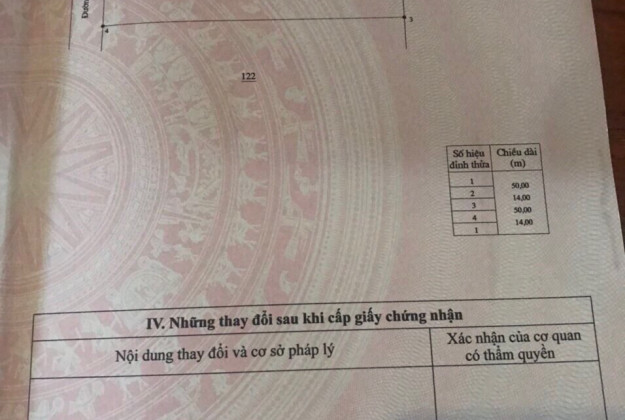 Đườn
4
3
122
Số hiệu đỉnh thửa
Chiều dài (m)
1
50,00
2
14,00
3
50,00
4
14,00
1
IV. Những thay đổi sau khi cấp giấy chứng nhận
Nội dung thay đổi và cơ sở pháp lý
Xác nhận của cơ quan
có thẩm quyền